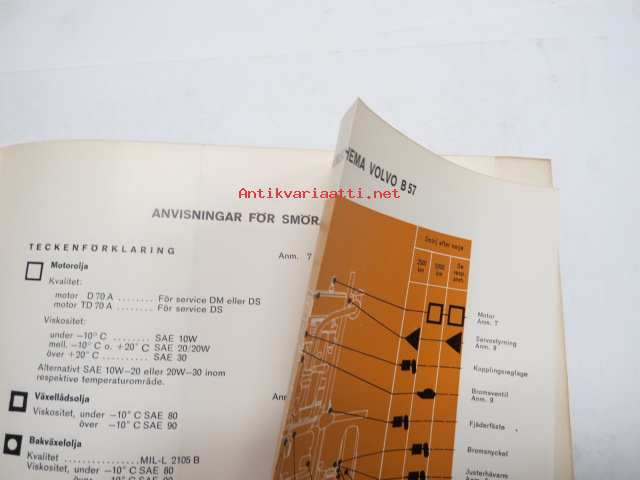 HEMA VOLVO B 57
Antikvariaatti.net
ANVISNINGAR FÖR SMÖR
TECKENFÖRKLARING
Anm. 7
Motorolja
Kvalitet:
motor D 70 A ........ För service DM eller DS
motor TD 70 A ...... För service DS
Viskositet:
under −10° C ........ SAE 10W
mell. −10° C o. +20° C SAE 20/20W
över +20° C .......... SAE 30
Alternativt SAE 10W—20 eller 20W—30 inom
respektive temperaturområde.
Växellådsolja
Viskositet, under −10° C SAE 80
över −10° C SAE 90
Bakväxelolja
Kvalitet ................ MIL-L 2105 B
Viskositet, under −10° C SAE 80
Smörj efter varje
Motor
Anm. 7
Servostyrning
Kopplingsreglage
Bromsventil
Anm. 9
Fjäderfäste
Bromsnyckel
Justerhävarm